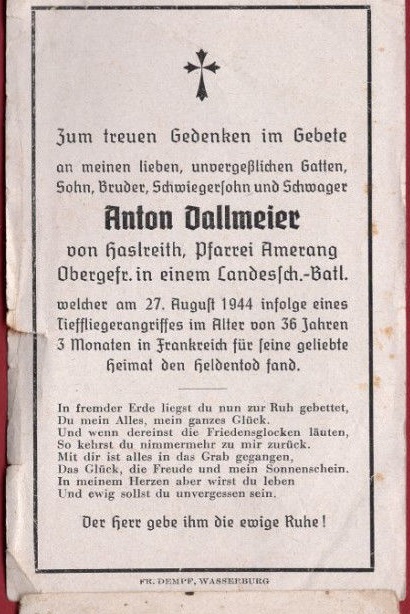 Zum treuen Gedenken im Gebete
an meinen lieben, unvergeßlichen Gatten,
Sohn, Bruder, Schwiegersohn und Schwager
Anton Dallmeier
von Haslreith, Pfarrei Amerang
Obergefr. in einem Landessch.-Batl.
welcher am 27. August 1944 infolge eines
Tieffliegerangriffes im Alter von 36 Jahren
3 Monaten in Frankreich für seine geliebte
Heimat den Heldentod fand.
In fremder Erde liegst du nun zur Ruh gebettet,
Du mein Alles, mein ganzes Glück.
Und wenn dereinst die Friedensglocken läuten,
So kehrst du nimmermehr zu mir zurück.
Mit dir ist alles in das Grab gegangen,
Das Glück, die Freude und mein Sonnenschein.
In meinem Herzen aber wirst du leben
Und ewig sollst du unvergessen sein.
Der Herr gebe ihm die ewige Ruhe!
FR. DEMPF, WASSERBURG